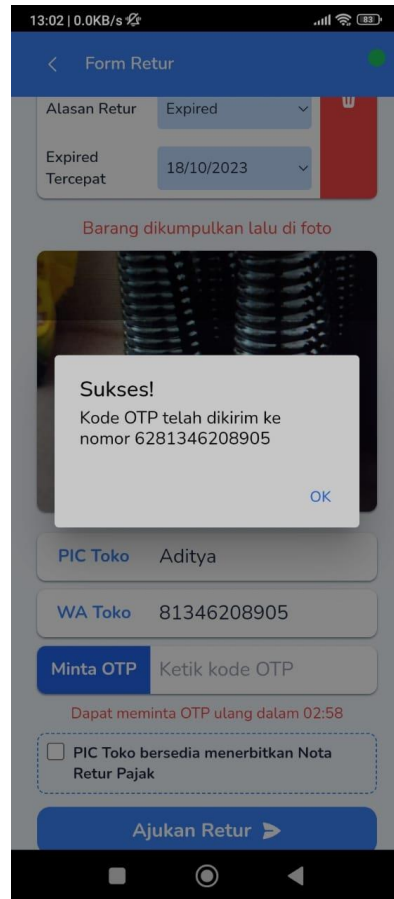 13:02 | 0.0KB/s
83
Form Retur
Alasan Retur
Expired
Expired
Tercepat
18/10/2023
Barang dikumpulkan lalu di foto
Sukses!
Kode OTP telah dikirim ke
nomor 6281346208905
OK
PIC Toko
Aditya
WA Toko
81346208905
Minta OTP
Ketik kode OTP
Dapat meminta OTP ulang dalam 02:58
PIC Toko bersedia menerbitkan Nota
Retur Pajak
Ajukan Retur